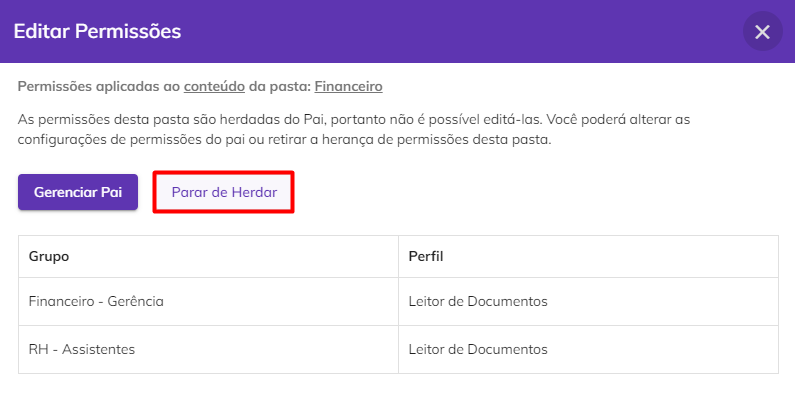 Editar Permissões
Permissões aplicadas ao conteúdo da pasta: Financeiro
As permissões desta pasta são herdadas do Pai, portanto não é possível editá-las. Você poderá alterar as
configurações de permissões do pai ou retirar a herança de permissões desta pasta.
Gerenciar Pai
Parar de Herdar
Grupo
Perfil
Financeiro - Gerência
Leitor de Documentos
RH - Assistentes
Leitor de Documentos